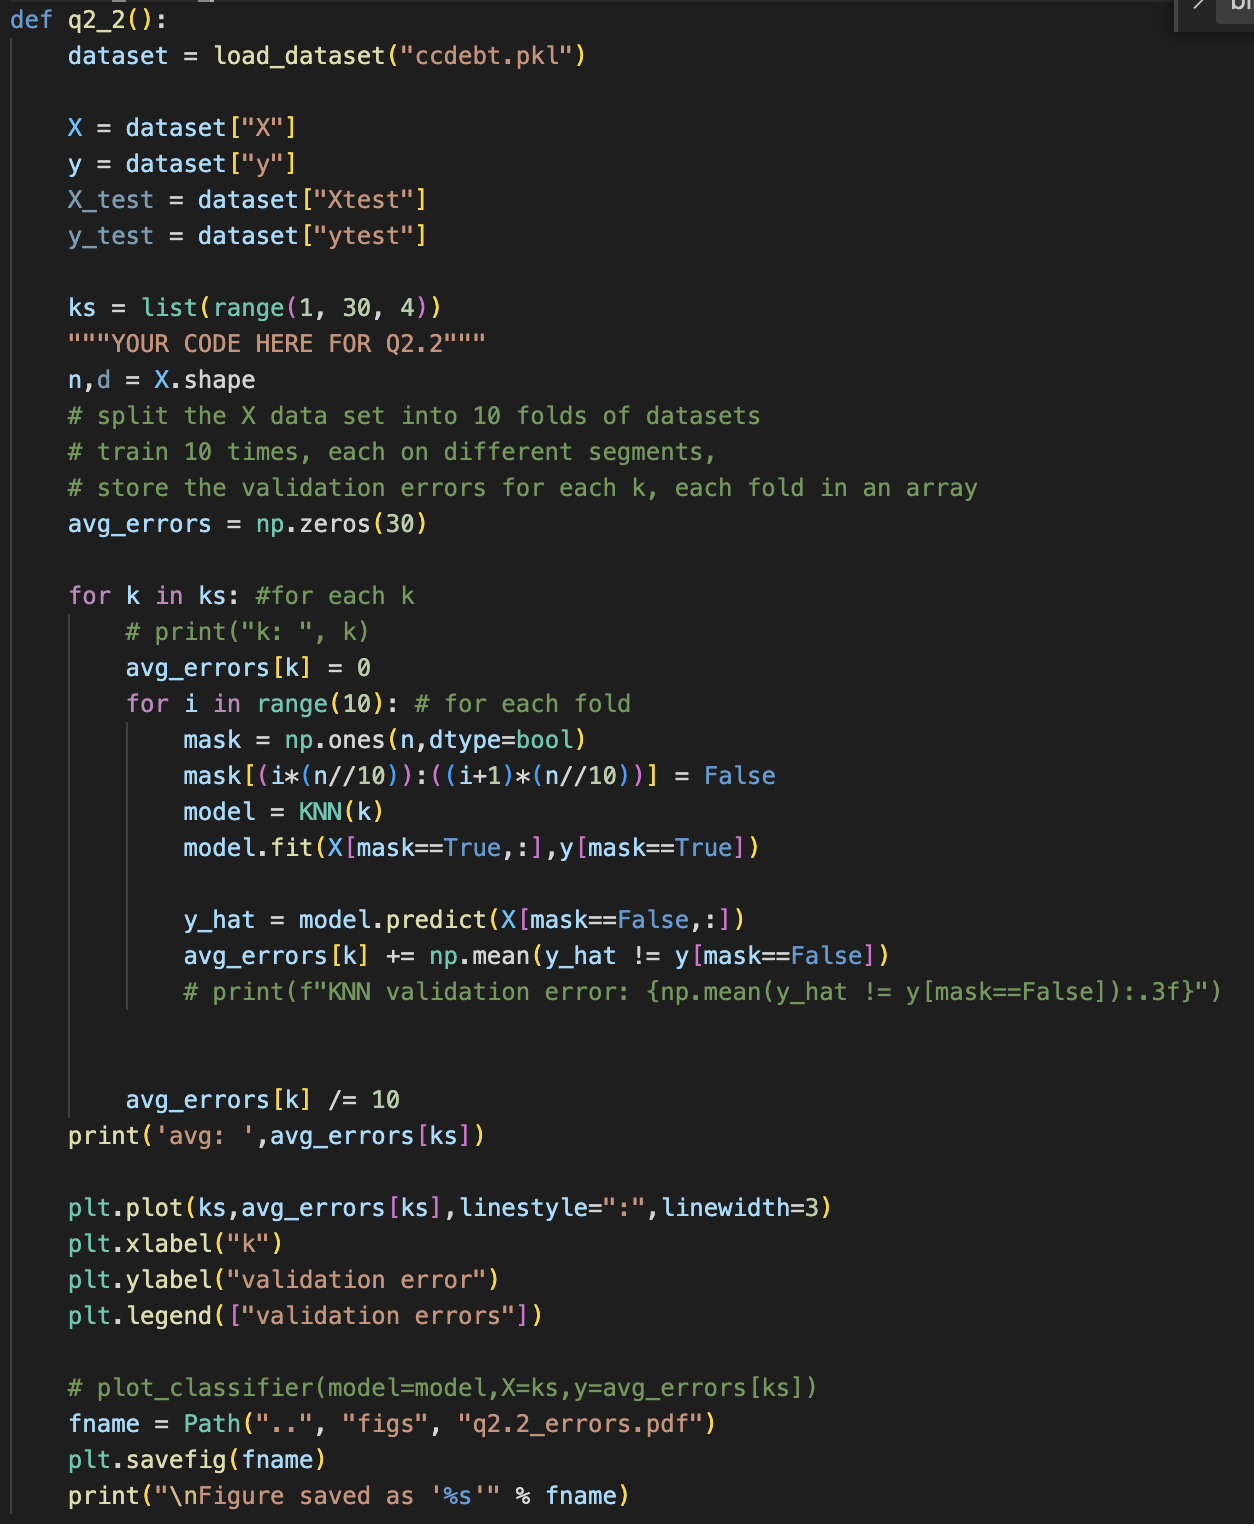 def q2_2():
    dataset = load_dataset("ccdebt.pkl")

    X = dataset["X"]
    y = dataset["y"]
    X_test = dataset["Xtest"]
    y_test = dataset["ytest"]

    ks = list(range(1, 30, 4))
    """YOUR CODE HERE FOR Q2.2"""
    n,d = X.shape
    # split the X data set into 10 folds of datasets
    # train 10 times, each on different segments,
    # store the validation errors for each k, each fold in an array
    avg_errors = np.zeros(30)

    for k in ks: #for each k
        # print("k: ", k)
        avg_errors[k] = 0
        for i in range(10): # for each fold
            mask = np.ones(n,dtype=bool)
            mask[(i*(n//10)):((i+1)*(n//10))] = False
            model = KNN(k)
            model.fit(X[mask==True,:],y[mask==True])

            y_hat = model.predict(X[mask==False,:])
            avg_errors[k] += np.mean(y_hat != y[mask==False])
            # print(f"KNN validation error: {np.mean(y_hat != y[mask==False]):.3f}")


        avg_errors[k] /= 10
    print('avg: ',avg_errors[ks])

    plt.plot(ks,avg_errors[ks],linestyle=":",linewidth=3)
    plt.xlabel("k")
    plt.ylabel("validation error")
    plt.legend(["validation errors"])

    # plot_classifier(model=model,X=ks,y=avg_errors[ks])
    fname = Path("..", "figs", "q2.2_errors.pdf")
    plt.savefig(fname)
    print("\nFigure saved as '%s'" % fname)